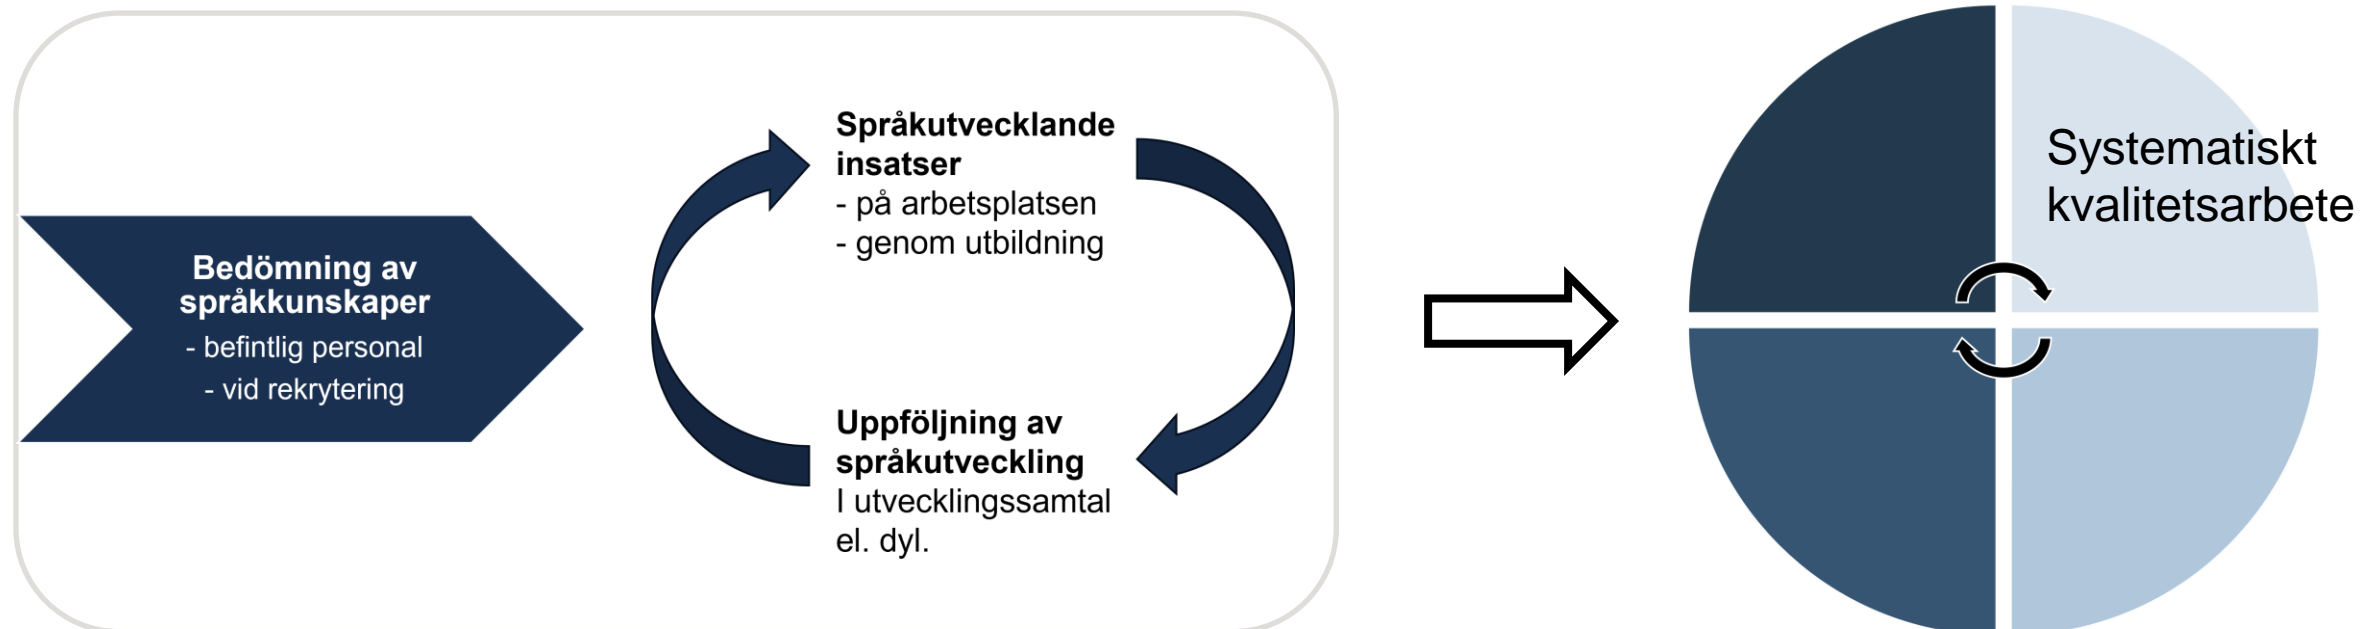 Bedömning av
språkkunskaper
- befintlig personal
- vid rekrytering
Språkutvecklande
insatser
- på arbetsplatsen
- genom utbildning
Uppföljning av
språkutveckling
I utvecklingssamtal
el. dyl.
Systematiskt
kvalitetsarbete